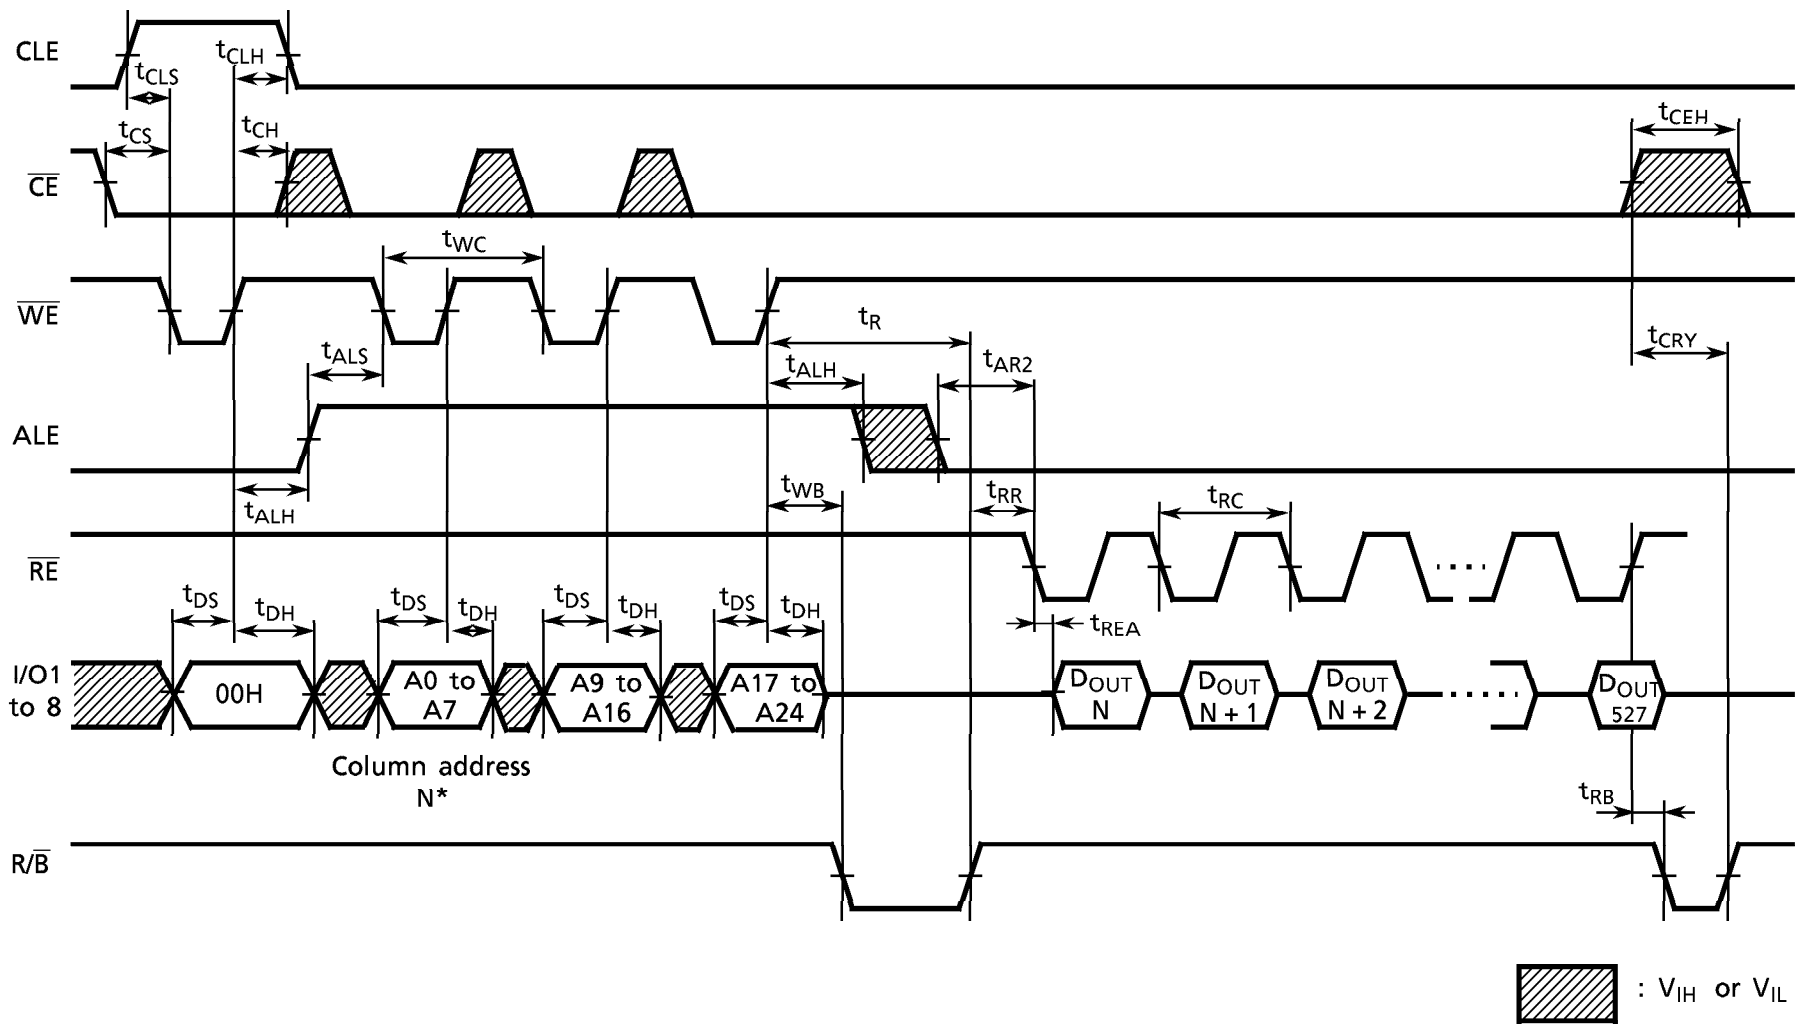 CLE
tCLS
tCLH
CE
tCS
tCH
tCEH
WE
tWC
tALS
tR
tALH
tAR2
tCRY
ALE
tALH
tWB
tRR
tRC
RE
tDS
tDH
tDS
tDH
tDS
tDH
tDS
tDH
tREA
I/O1
to 8
00H
A0 to
A7
A9 to
A16
A17 to
A24
DOUT
N
DOUT
N + 1
DOUT
N + 2
DOUT
527
Column address
N*
tRB
R/B
: VIH or VIL